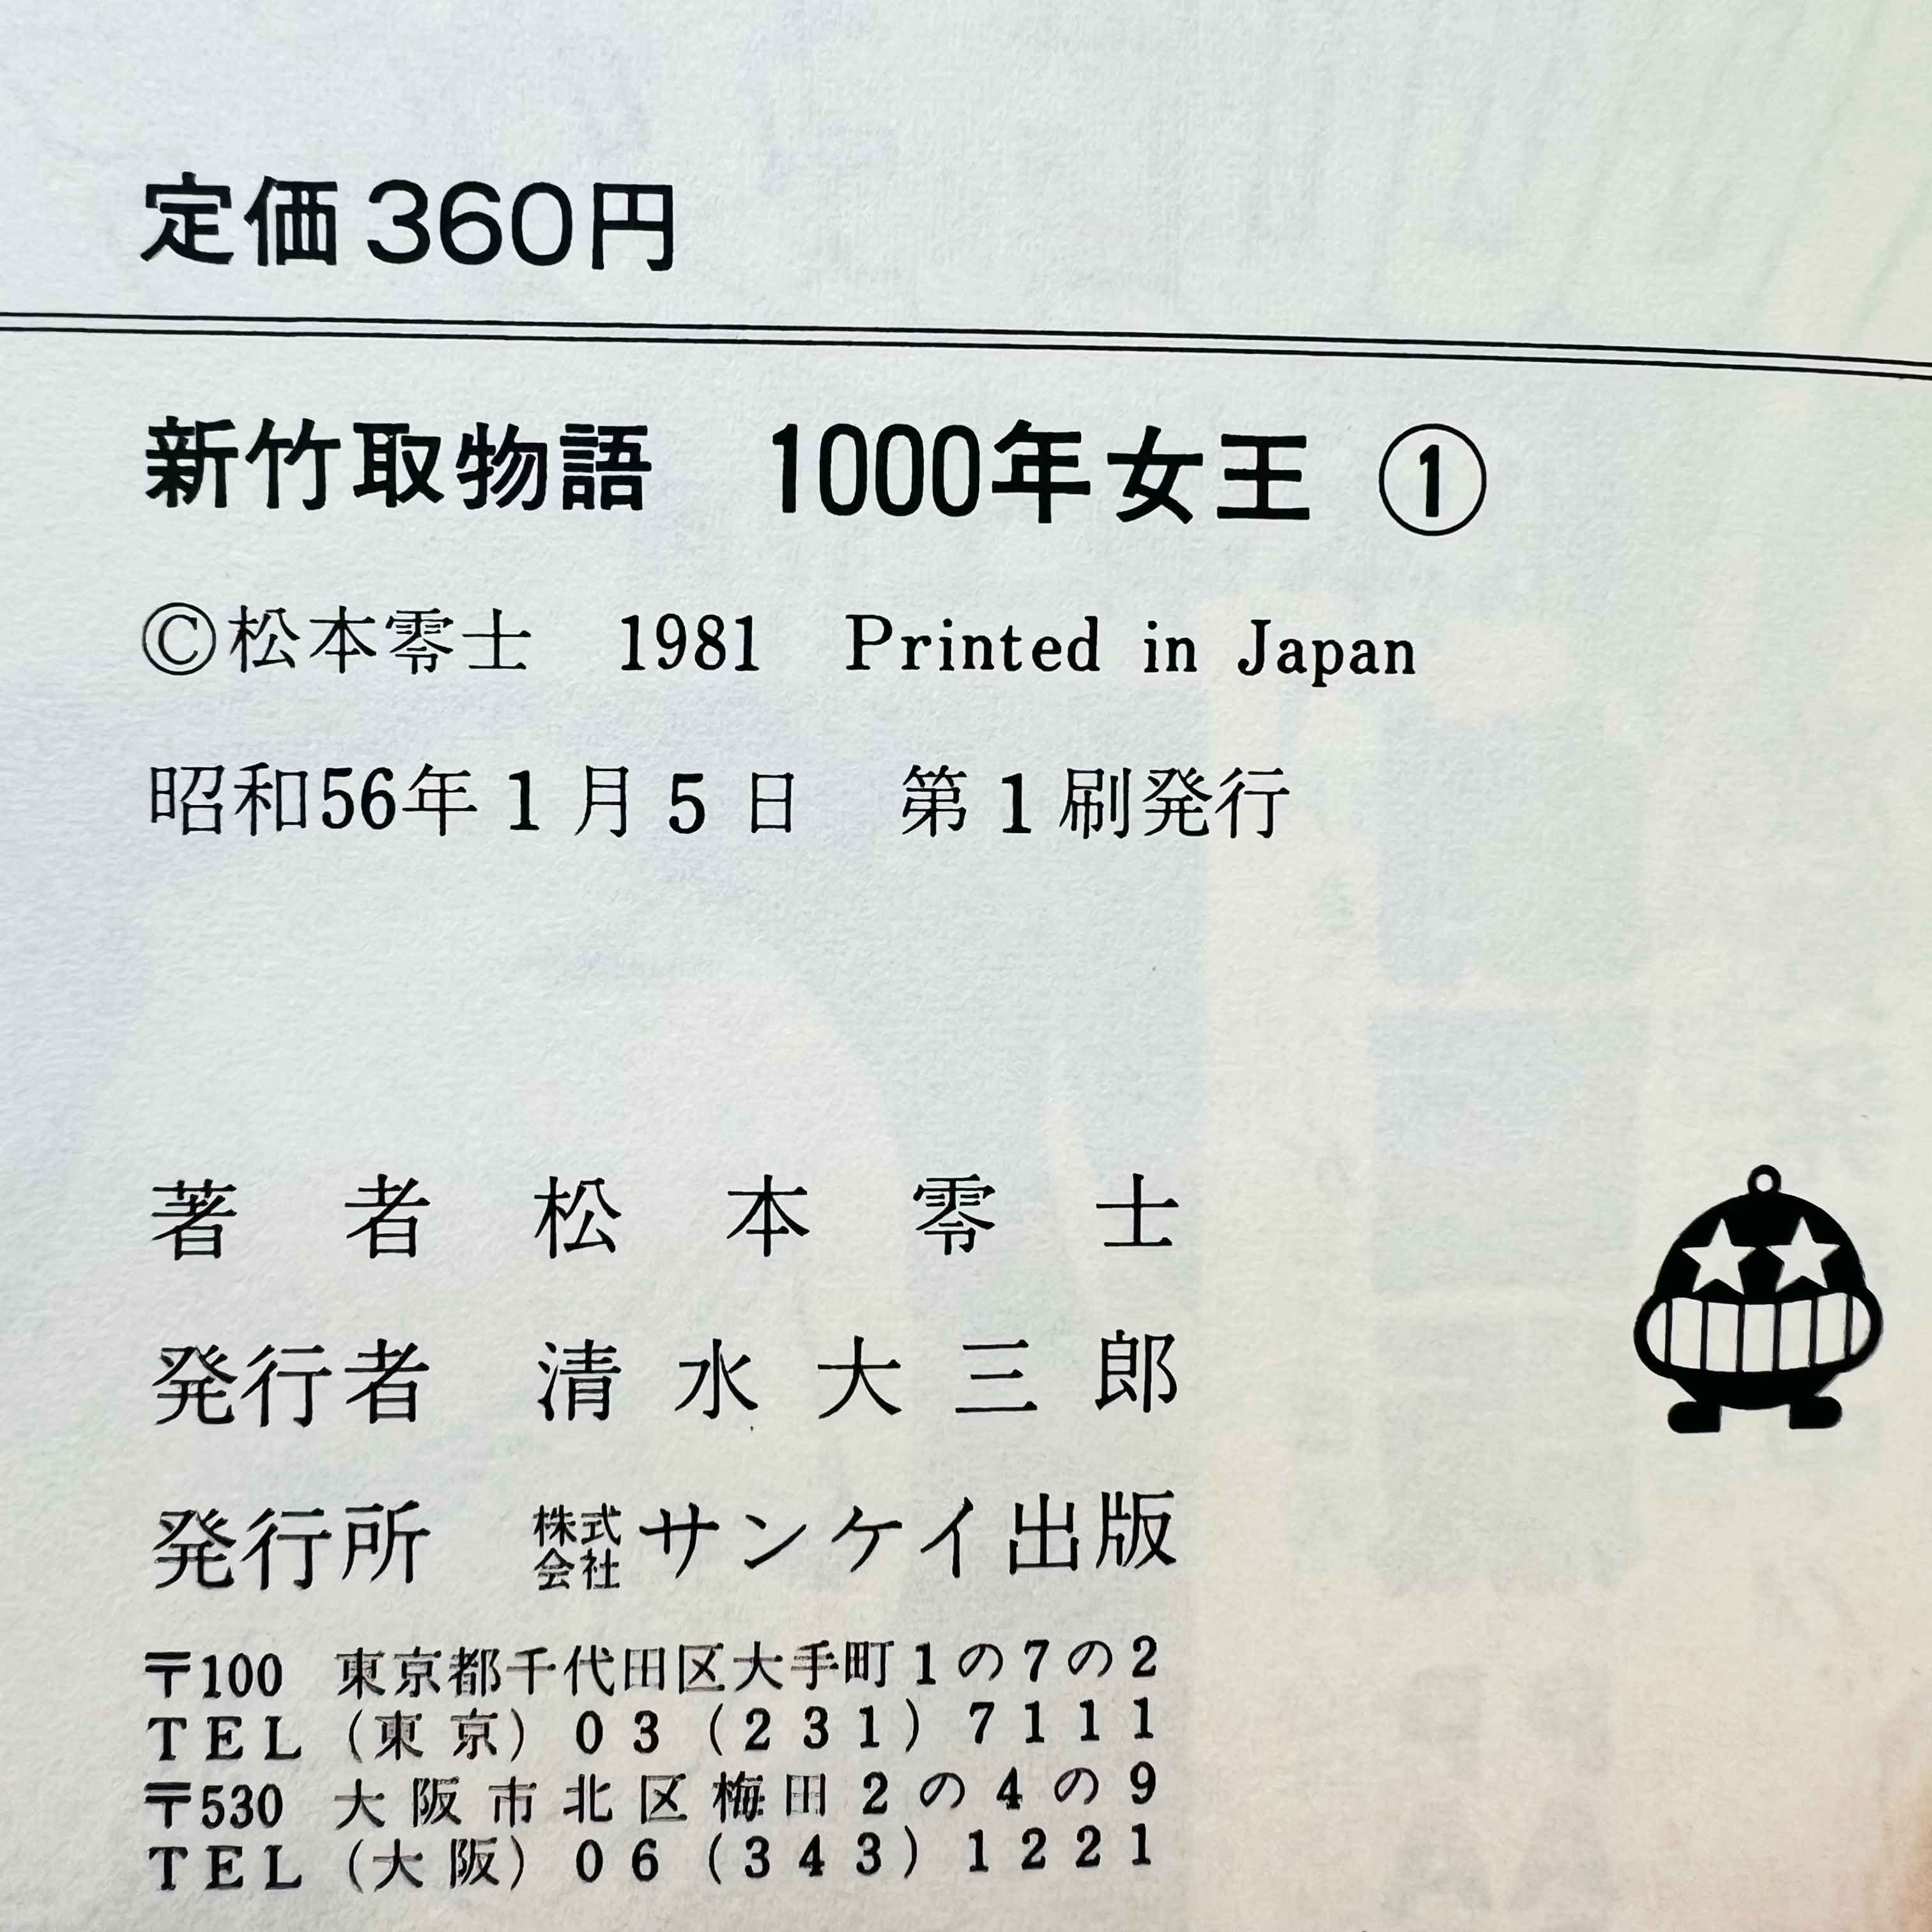 定価360円
新竹取物語　1000年女王 ①
©松本零士　1981　Printed in Japan
昭和56年1月5日　第1刷発行
著者 松本零士
発行者 清水大三郎
発行所 株式会社サンケイ出版
〒100 東京都千代田区大手町1の7の2
TEL (東京) 03 (231) 7111
〒530 大阪市北区梅田2の4の9
TEL (大阪) 06 (343) 1221